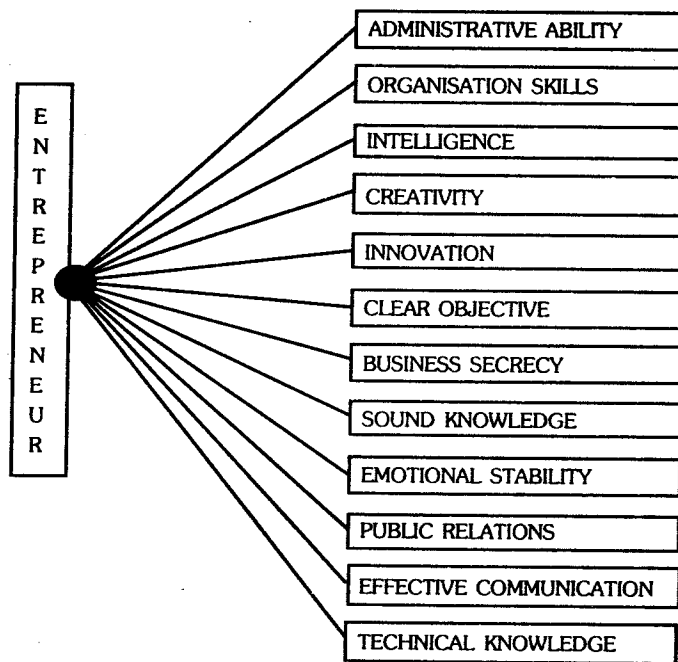 ENTREPRENEUR
ADMINISTRATIVE ABILITY
ORGANISATION SKILLS
INTELLIGENCE
CREATIVITY
INNOVATION
CLEAR OBJECTIVE
BUSINESS SECRECY
SOUND KNOWLEDGE
EMOTIONAL STABILITY
PUBLIC RELATIONS
EFFECTIVE COMMUNICATION
TECHNICAL KNOWLEDGE